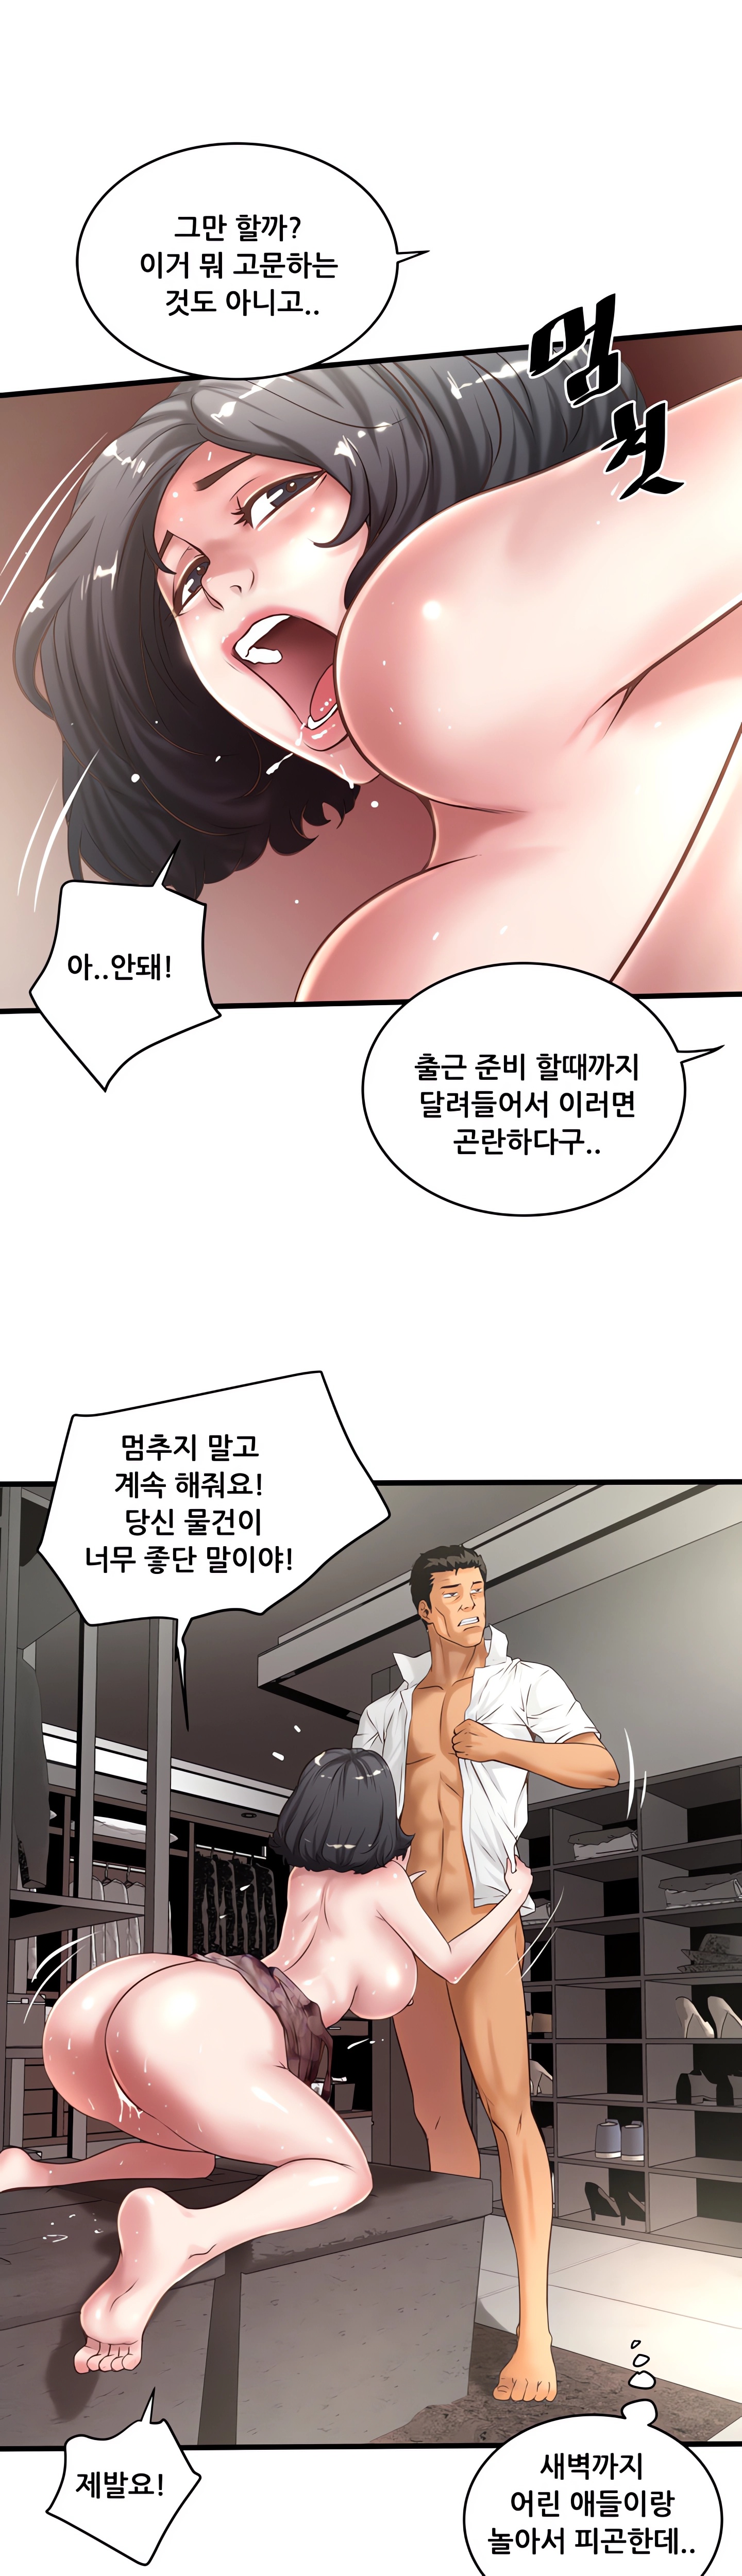 그만 할까?
이거 뭐 고문하는
것도 아니고..
멈
칫
아..안돼!
출근 준비 할때까지
달려들어서 이러면
곤란하다구..
멈추지 말고
계속 해줘요!
당신 물건이
너무 좋단 말이야!
제발요!
새벽까지
어린 애들이랑
놀아서 피곤한데..